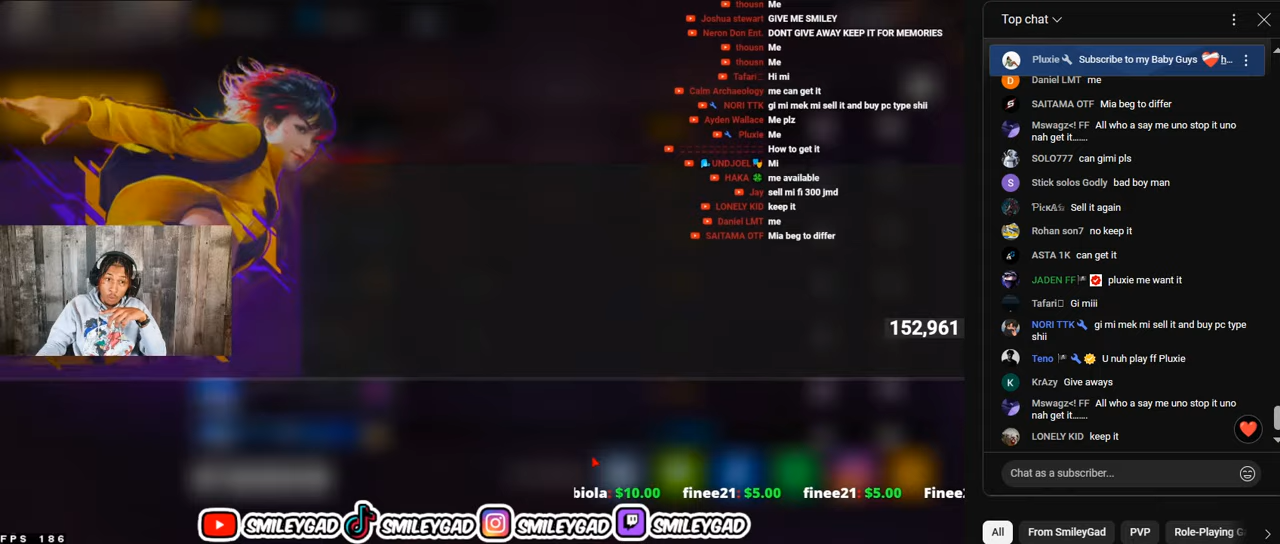 thousn Me
Joshua stewart GIVE ME SMILEY
Neron Don Ent. DONT GIVE AWAY KEEP IT FOR MEMORIES
thousn Me
thousn Me
Tafari Hi mi
Calm Archaeology me can get it
NORI TTK gi mi mek mi sell it and buy pc type shii
Ayden Wallace Me plz
Pluxie Me
How to get it
UNDJOEL Mi
HAKA me available
Jay sell mi fi 300 jmd
LONELY KID keep it
Daniel LMT me
SAITAMA OTF Mia beg to differ
152,961
biola: $10.00 finee21: $5.00 finee21: $5.00 Finee
SMILEYGAD SMILEYGAD SMILEYGAD SMILEYGAD
FPS 186
Top chat
Pluxie Subscribe to my Baby Guys h...
Daniel LMT me
SAITAMA OTF Mia beg to differ
Mswagz<! FF All who a say me uno stop it uno
nah get it.......
SOLO777 can gimi pls
Stick solos Godly bad boy man
Sell it again
Rohan son7 no keep it
ASTA 1K can get it
JADEN FF pluxie me want it
Tafari Gi miii
NORI TTK gi mi mek mi sell it and buy pc type
shii
Teno U nuh play ff Pluxie
KrAzy Give aways
Mswagz<! FF All who a say me uno stop it uno
nah get it.......
LONELY KID keep it
Chat as a subscriber...
All From SmileyGad PVP Role-Playing G